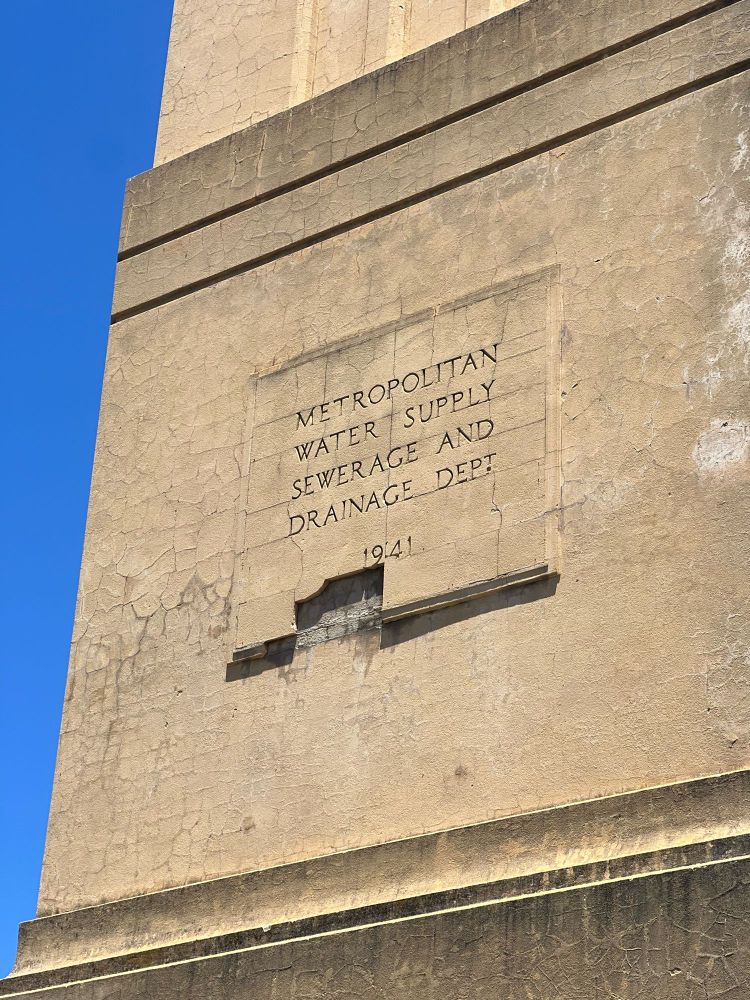 METROPOLITAN
WATER SUPPLY
SEWERAGE AND
DRAINAGE DEPT
1941